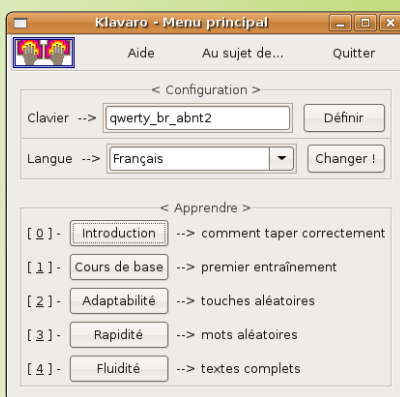 Klavaro - Menu principal
Aide Au sujet de... Quitter
< Configuration >
Clavier --> qwerty_br_abnt2 Définir
Langue --> Français Changer !
< Apprendre >
[ 0 ] - Introduction --> comment taper correctement
[ 1 ] - Cours de base --> premier entraînement
[ 2 ] - Adaptabilité --> touches aléatoires
[ 3 ] - Rapidité --> mots aléatoires
[ 4 ] - Fluidité --> textes complets